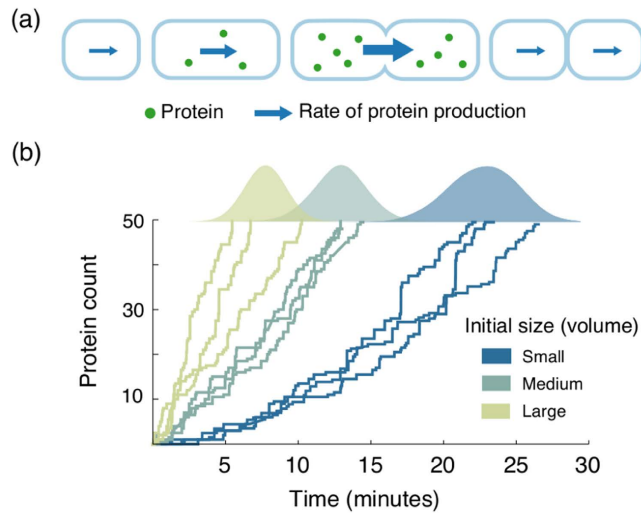 (a)
Protein
Rate of protein production
(b)
50
30
10
Protein count
Initial size (volume)
Small
Medium
Large
5 10 15 20 25 30
Time (minutes)